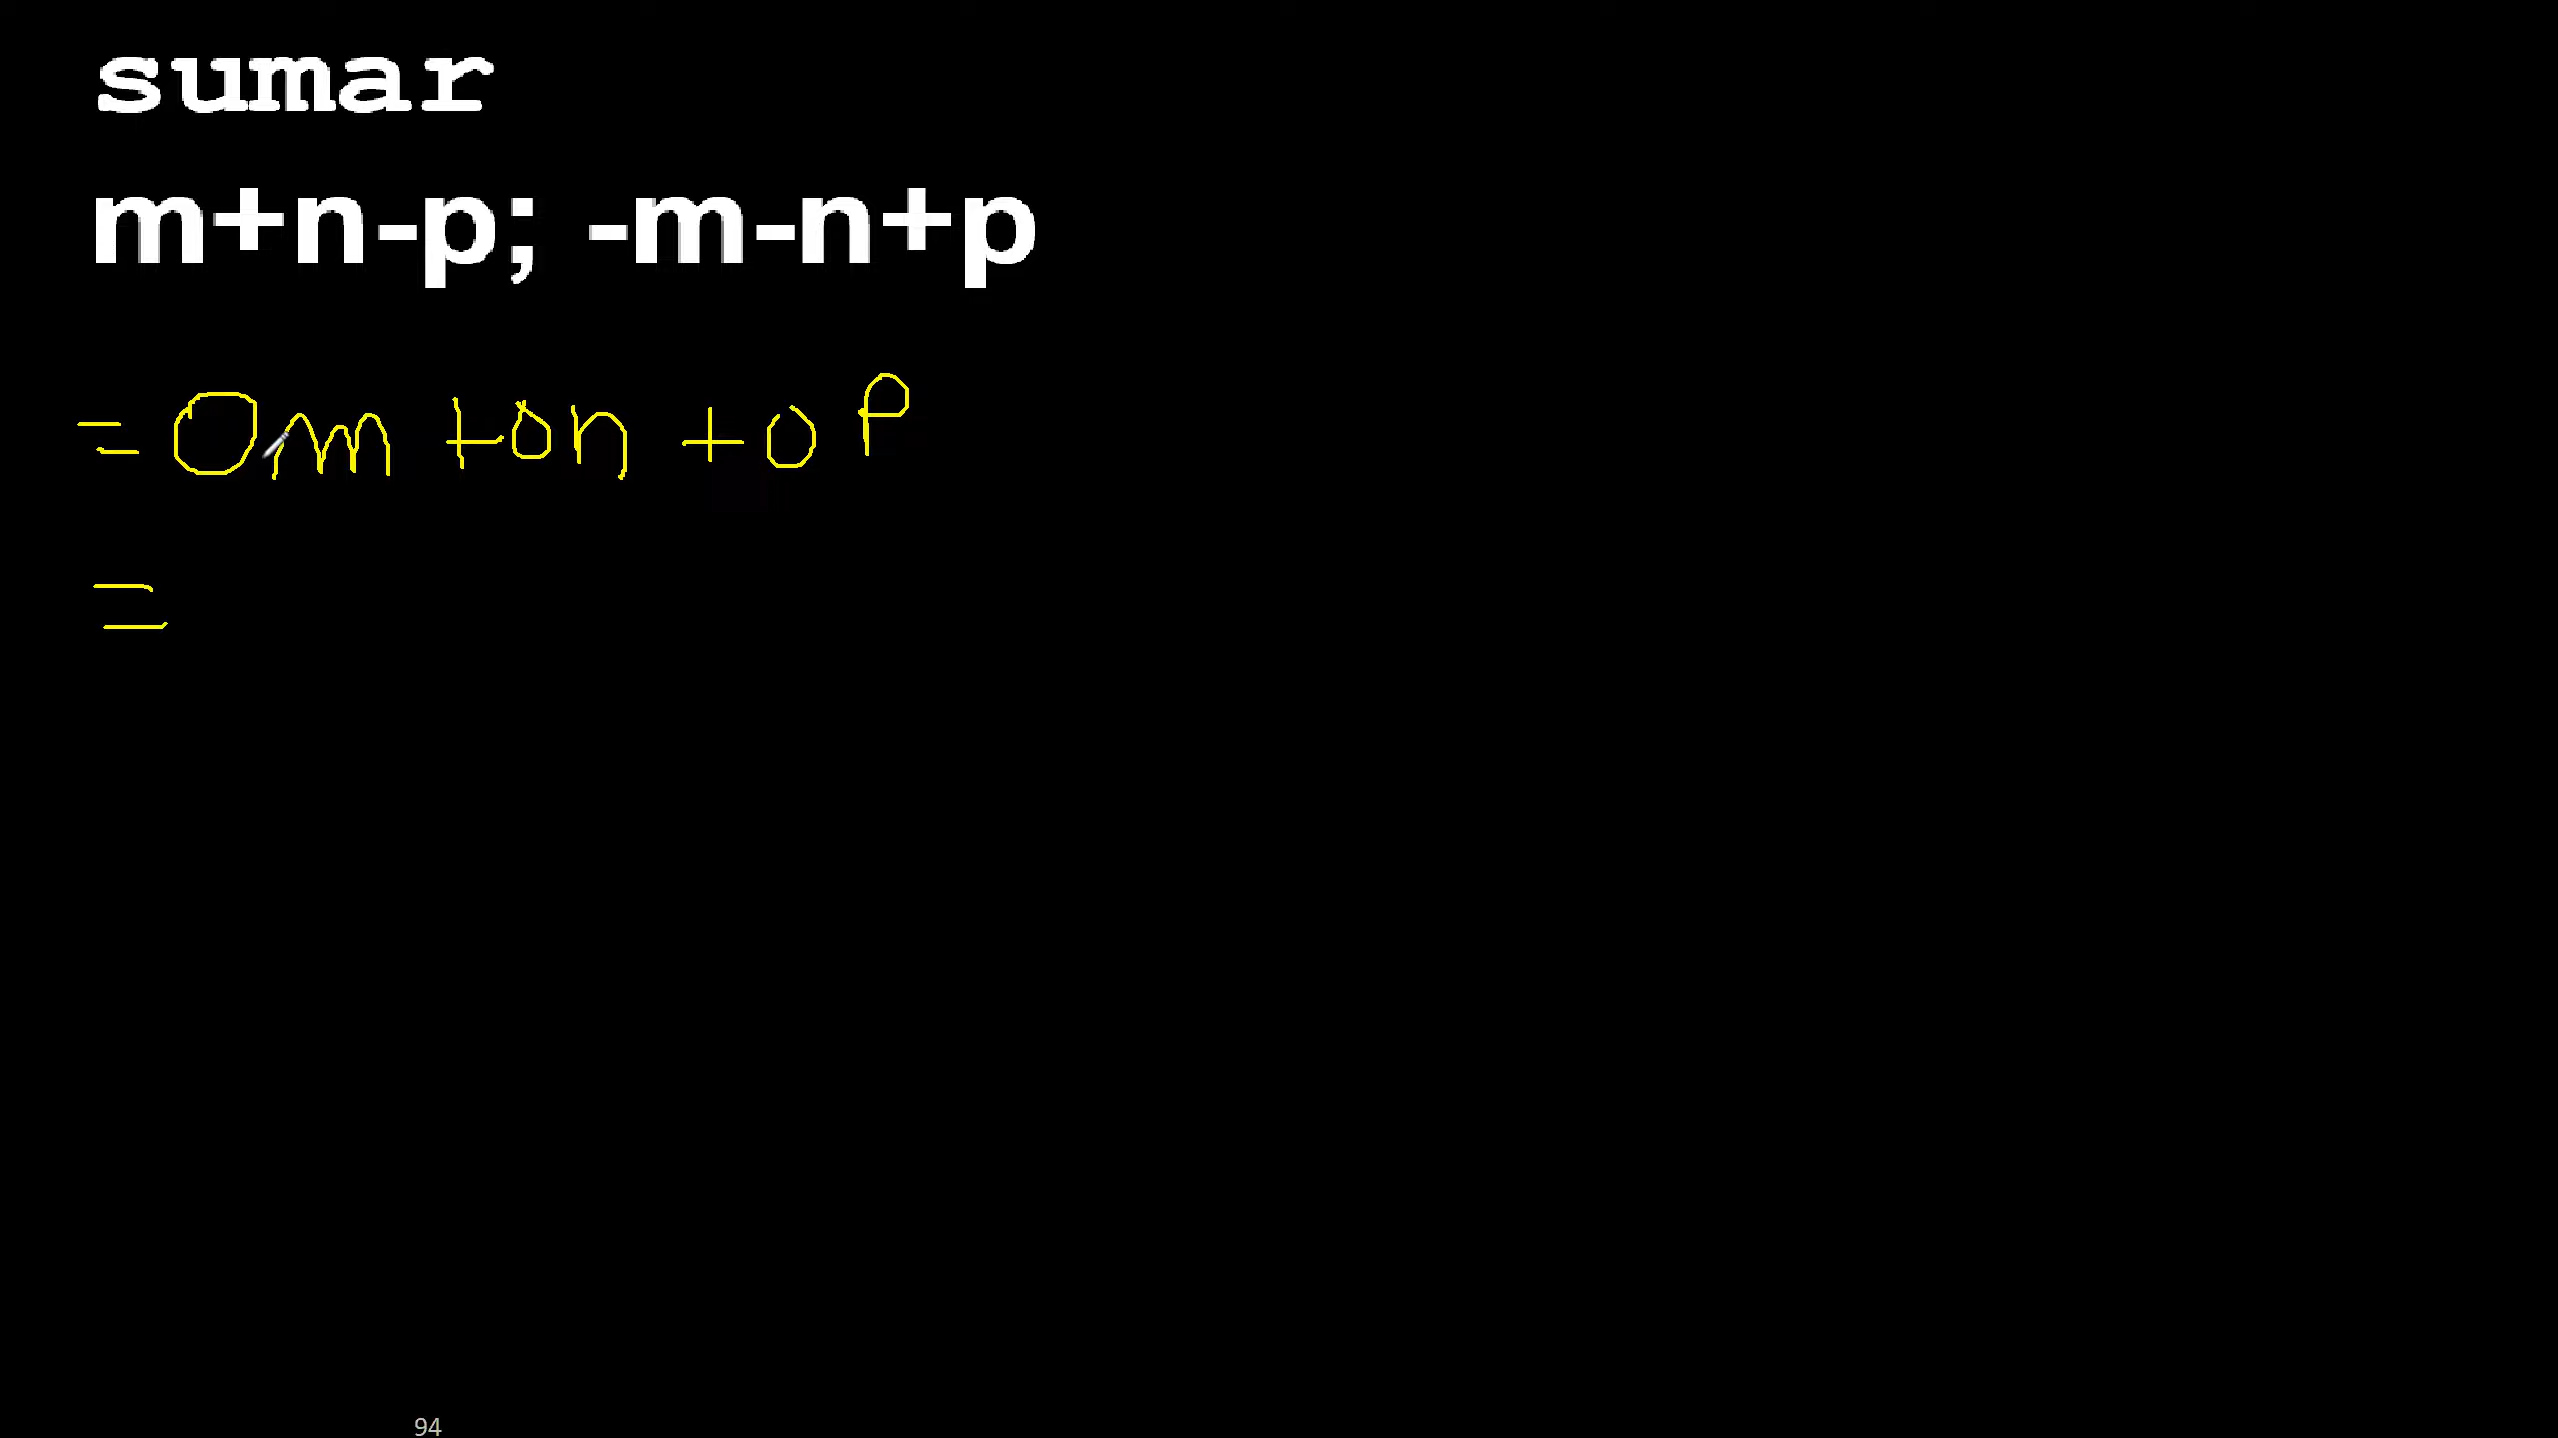 sumar
m+n-p; -m-n+p
= 0m +0n +0P
=
94